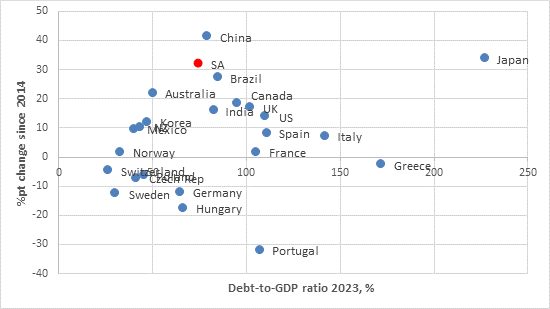 50
40
30
20
10
0
-10
-20
-30
-40
%pt change since 2014
China
SA
Japan
Brazil
Australia
Canada
UK
India
US
Korea
NZ
Mexico
Spain
Italy
Norway
France
Greece
Switzerland
Poland
Czech Rep
Sweden
Germany
Hungary
Portugal
0
50
100
150
200
250
Debt-to-GDP ratio 2023, %